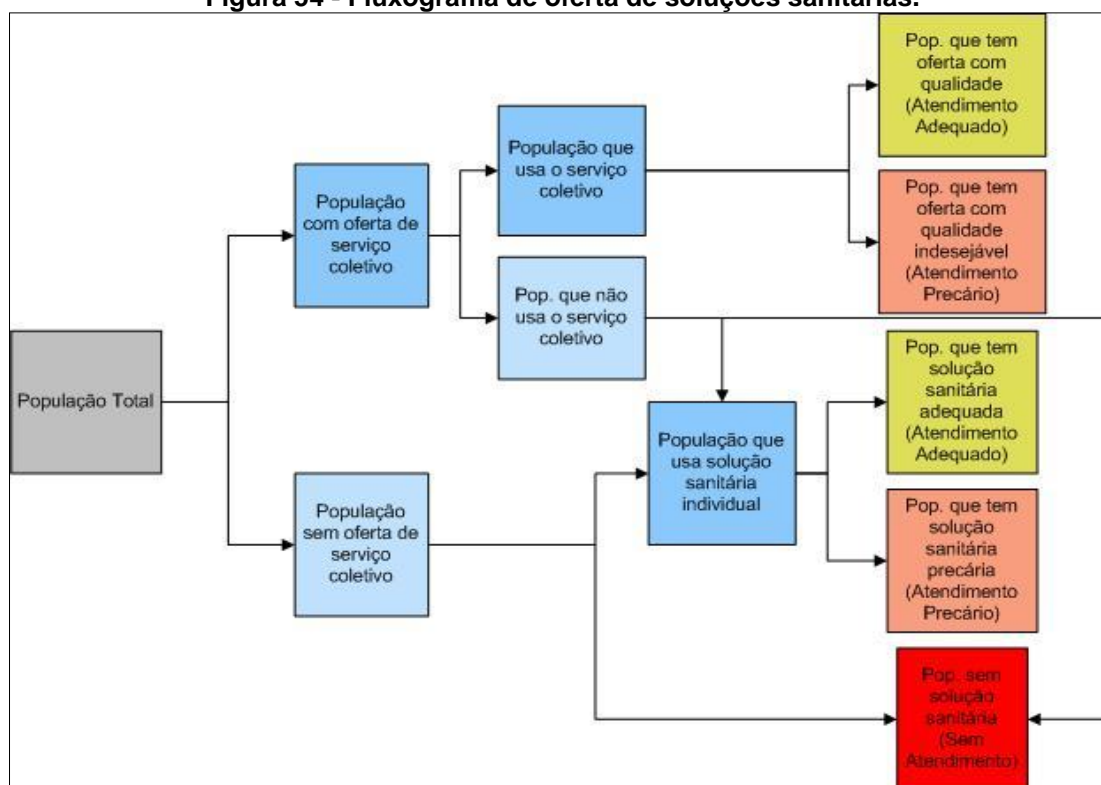 Figura 54 - Fluxograma de oferta de soluções sanitárias.
Pop. que tem
oferta com
qualidade
(Atendimento
Adequado)
População que
usa o serviço
coletivo
População
com oferta de
serviço
coletivo
Pop. que tem
oferta com
qualidade
indesejável
(Atendimento
Precário)
Pop. que não
usa o serviço
coletivo
População Total
Pop. que tem
solução
sanitária
adequada
(Atendimento
Adequado)
População que
usa solução
sanitária
individual
População
sem oferta de
serviço
coletivo
Pop. que tem
solução
sanitária
precária
(Atendimento
Precário)
Pop. sem
solução
sanitária
(Sem
Atendimento)